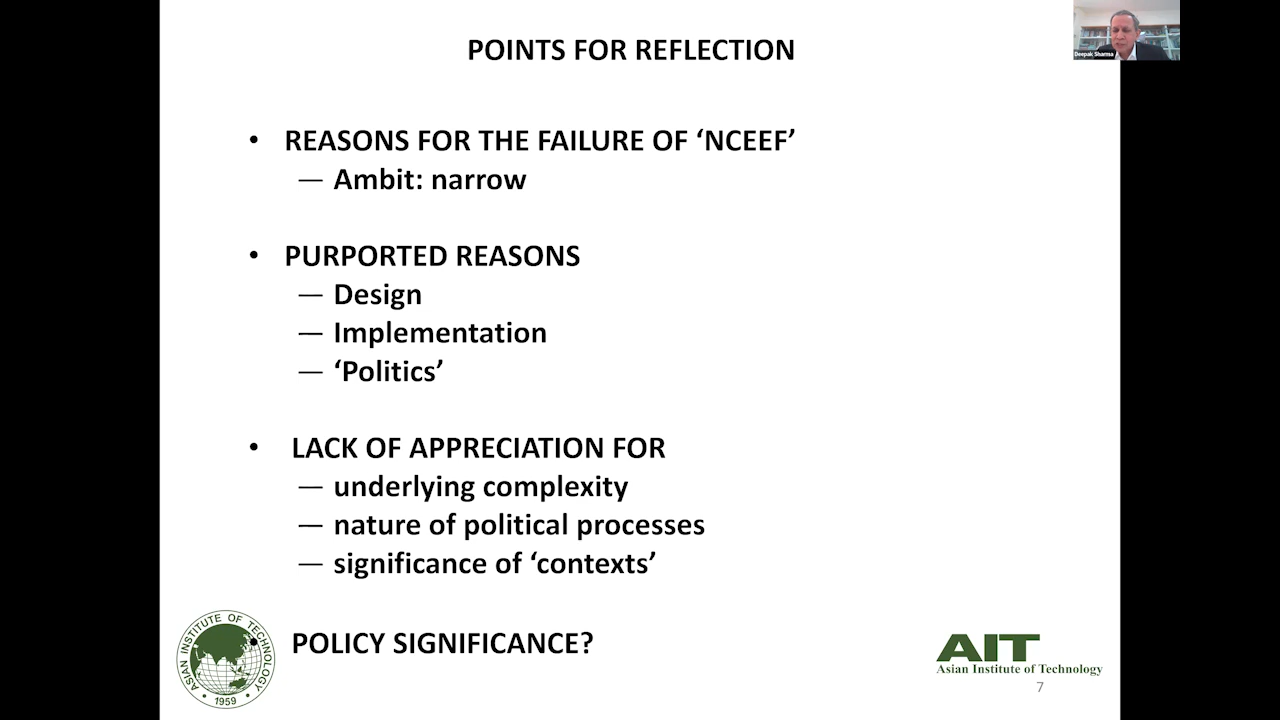 POINTS FOR REFLECTION
Deepak Sharma
• REASONS FOR THE FAILURE OF ‘NCEEF’
— Ambit: narrow
• PURPORTED REASONS
— Design
— Implementation
— ‘Politics’
• LACK OF APPRECIATION FOR
— underlying complexity
— nature of political processes
— significance of ‘contexts’
• POLICY SIGNIFICANCE?
ASIAN INSTITUTE OF TECHNOLOGY
1959
AIT
Asian Institute of Technology
7